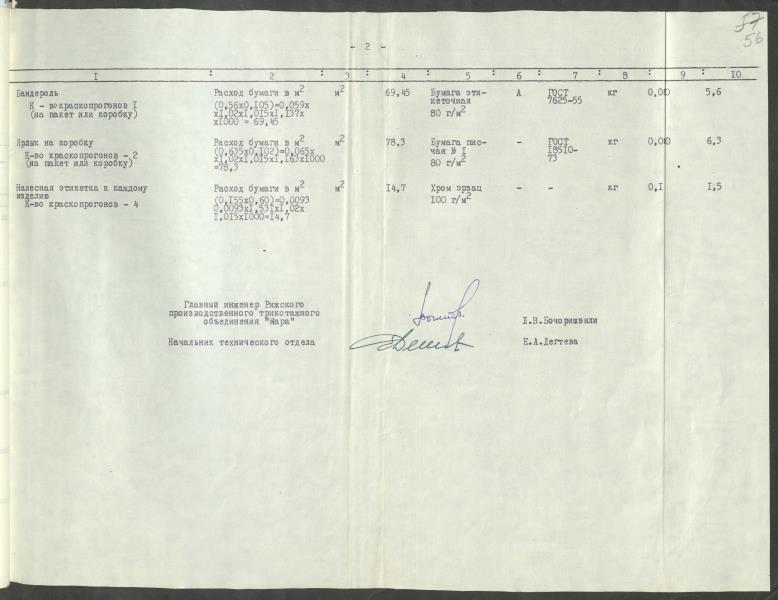 57
56
- 2 -
I : 2 : 3 : 4 : 5 : 6 : 7 : 8 : 9 : IO
Бандероль Расход бумаги в м2 м2 69,45 Бумага эти- А ГОСТ кг 0,080 5,6
К - во краскопрогонов I (0,56х0,I05)=0,059х кеточная 7625-55
(на пакет или коробку) хI,02хI,0I5хI,I37х 80 г/м2
хI000 = 69,45
Ярлык на коробку Расход бумаги в м2 м2 78,3 Бумага пис- - ГОСТ кг 0,080 6,3
К-во краскопрогонов - 2 (0,635х0,I02)=0,065х чая № I I85I0-
(на пакет или коробку) хI,02хI,0I5хI,I63хI000 80 г/м2 73
=78,3
Навесная этикетка к каждому Расход бумаги в м2 м2 I4,7 Хром эрзац - - кг 0,I I,5
изделию (0,I55х0,60)=0,0093 I00 г/м2
К-во краскопрогонов - 4 0,0093хI,53IхI,02х
I,0I5хI000=I4,7
Главный инженер Рижского
производственного трикотажного
объединения "Мара" Л.В.Бочоришвили
Начальник технического отдела Е.А.Дегтева